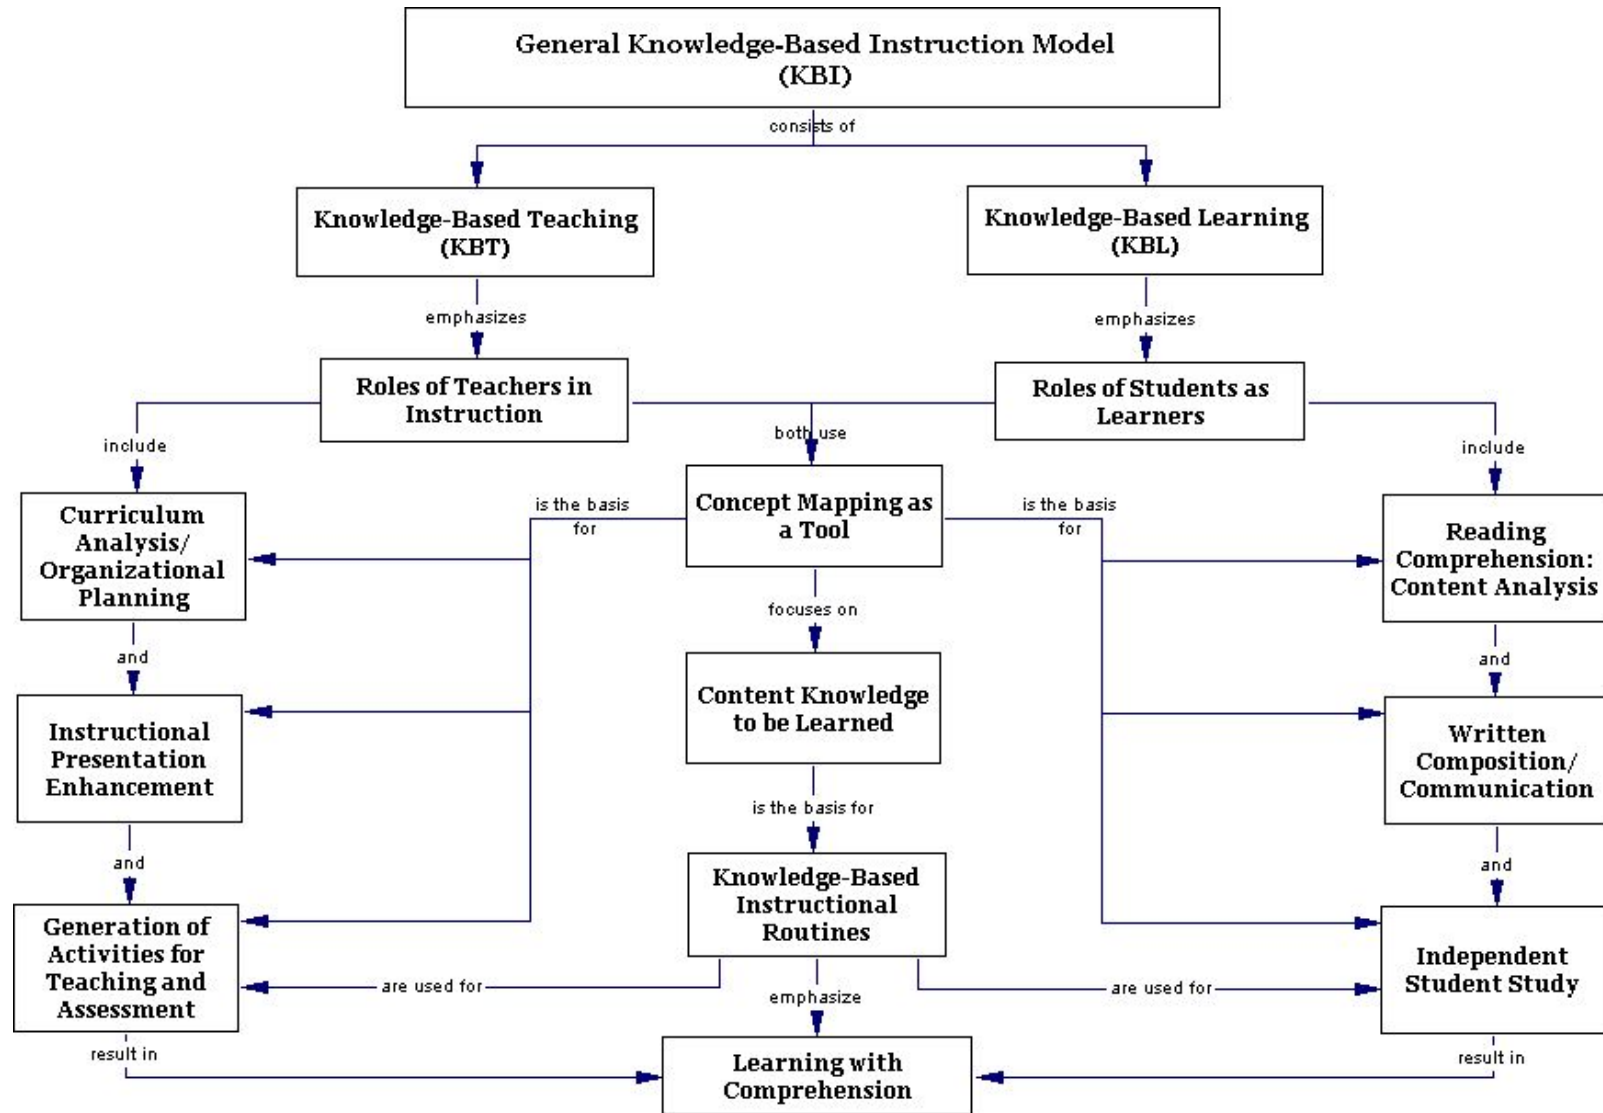 General Knowledge-Based Instruction Model
(KBI)
consists of
Knowledge-Based Teaching
(KBT)
Knowledge-Based Learning
(KBL)
emphasizes
emphasizes
Roles of Teachers in
Instruction
Roles of Students as
Learners
include
both use
include
Curriculum
Analysis/
Organizational
Planning
is the basis
for
Concept Mapping as
a Tool
is the basis
for
Reading
Comprehension:
Content Analysis
focuses on
and
and
Content Knowledge
to be Learned
Instructional
Presentation
Enhancement
Written
Composition/
Communication
is the basis for
and
and
Knowledge-Based
Instructional
Routines
Generation of
Activities for
Teaching and
Assessment
Independent
Student Study
are used for
emphasize
are used for
result in
result in
Learning with
Comprehension